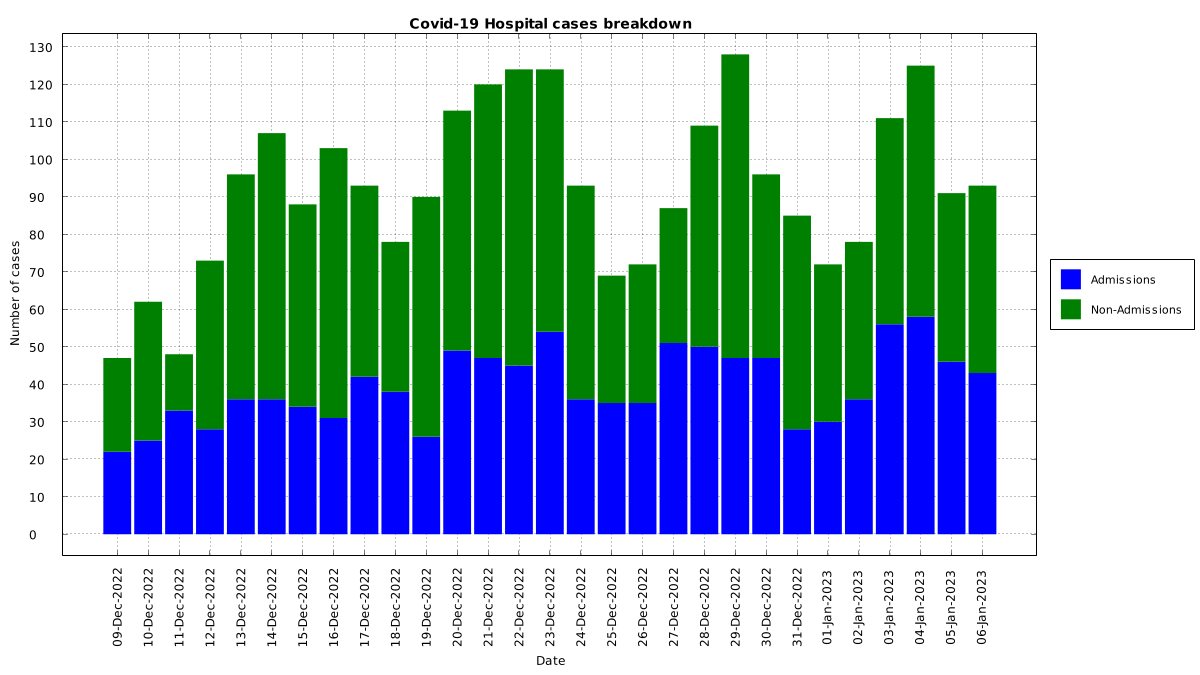 Covid-19 Hospital cases breakdown
130
120
110
100
90
80
70
60
50
40
30
20
10
0
Number of cases
09-Dec-2022
10-Dec-2022
11-Dec-2022
12-Dec-2022
13-Dec-2022
14-Dec-2022
15-Dec-2022
16-Dec-2022
17-Dec-2022
18-Dec-2022
19-Dec-2022
20-Dec-2022
21-Dec-2022
22-Dec-2022
23-Dec-2022
24-Dec-2022
25-Dec-2022
26-Dec-2022
27-Dec-2022
28-Dec-2022
29-Dec-2022
30-Dec-2022
31-Dec-2022
01-Jan-2023
02-Jan-2023
03-Jan-2023
04-Jan-2023
05-Jan-2023
06-Jan-2023
Date
Admissions
Non-Admissions